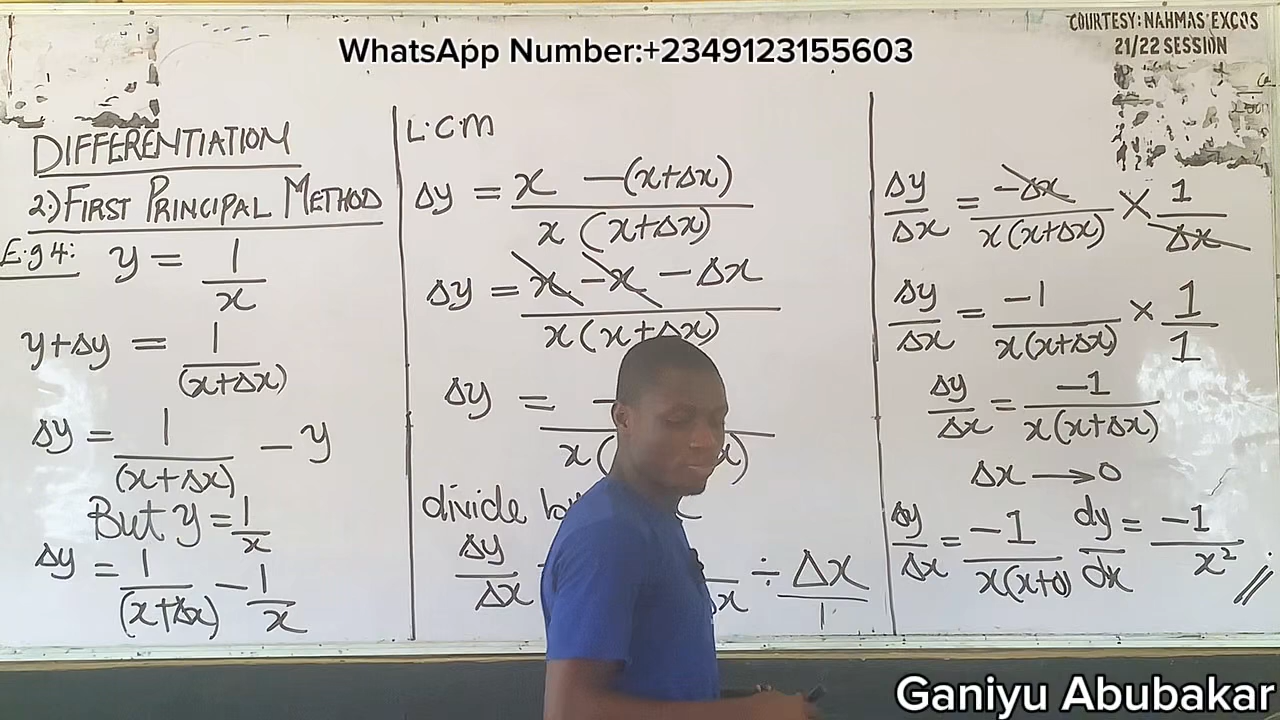 WhatsApp Number:+2349123155603
COURTESY: NAHMAS EXCOS
21/22 SESSION
DIFFERENTIATION
2.) FIRST PRINCIPAL METHOD
E.g 4: y = 1/x
y+Δy = 1/(x+Δx)
Δy = 1/(x+Δx) - y
But y = 1/x
Δy = 1/(x+Δx) - 1/x
L.C.M
Δy = x -(x+Δx) / x(x+Δx)
Δy = x - x - Δx / x(x+Δx)
Δy = - / x( x)
divide
Δy/Δx ÷ Δx/1
Δy/Δx = -Δx/x(x+Δx) × 1/Δx
Δy/Δx = -1/x(x+Δx) × 1/1
Δy/Δx = -1/x(x+Δx)
Δx → 0
Δy/Δx = -1/x(x+0) dy/dx = -1/x² //
Ganiyu Abubakar